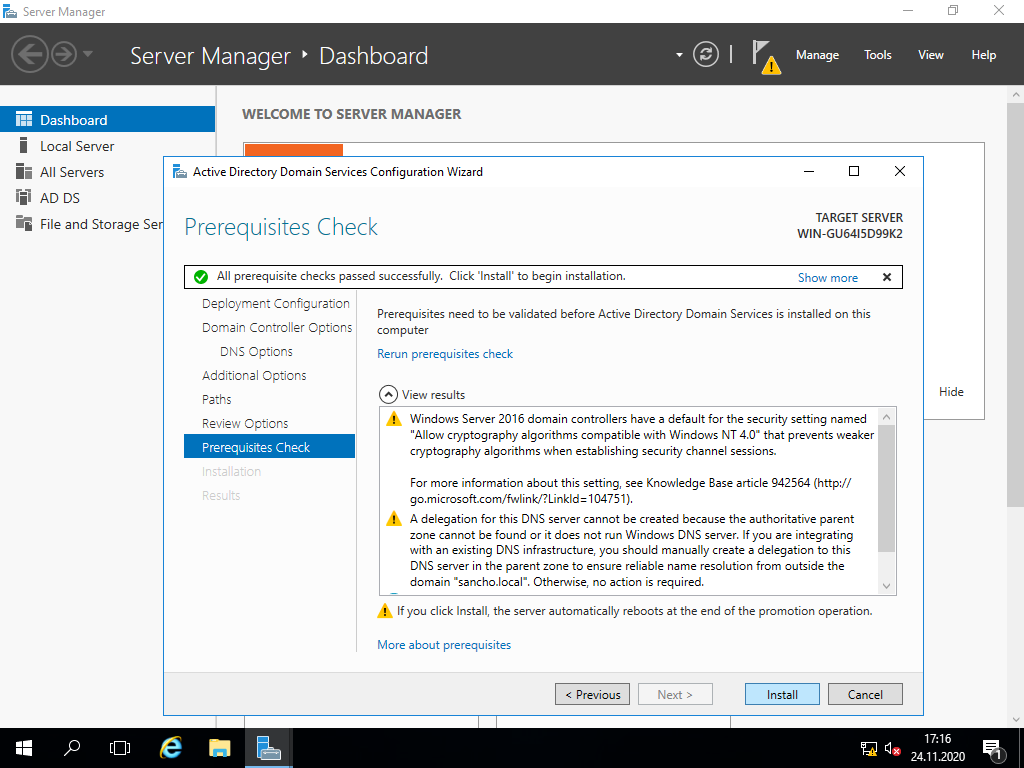 Server Manager
Server Manager ‣ Dashboard
Manage
Tools
View
Help
Dashboard
Local Server
All Servers
AD DS
File and Storage Ser
WELCOME TO SERVER MANAGER
Active Directory Domain Services Configuration Wizard
Prerequisites Check
TARGET SERVER
WIN-GU64I5D99K2
All prerequisite checks passed successfully. Click 'Install' to begin installation.
Show more
Deployment Configuration
Domain Controller Options
DNS Options
Additional Options
Paths
Review Options
Prerequisites Check
Installation
Results
Prerequisites need to be validated before Active Directory Domain Services is installed on this
computer
Rerun prerequisites check
View results
Windows Server 2016 domain controllers have a default for the security setting named
"Allow cryptography algorithms compatible with Windows NT 4.0" that prevents weaker
cryptography algorithms when establishing security channel sessions.
For more information about this setting, see Knowledge Base article 942564 (http://
go.microsoft.com/fwlink/?LinkId=104751).
A delegation for this DNS server cannot be created because the authoritative parent
zone cannot be found or it does not run Windows DNS server. If you are integrating
with an existing DNS infrastructure, you should manually create a delegation to this
DNS server in the parent zone to ensure reliable name resolution from outside the
domain "sancho.local". Otherwise, no action is required.
If you click Install, the server automatically reboots at the end of the promotion operation.
More about prerequisites
Hide
< Previous
Next >
Install
Cancel
17:16
24.11.2020
1